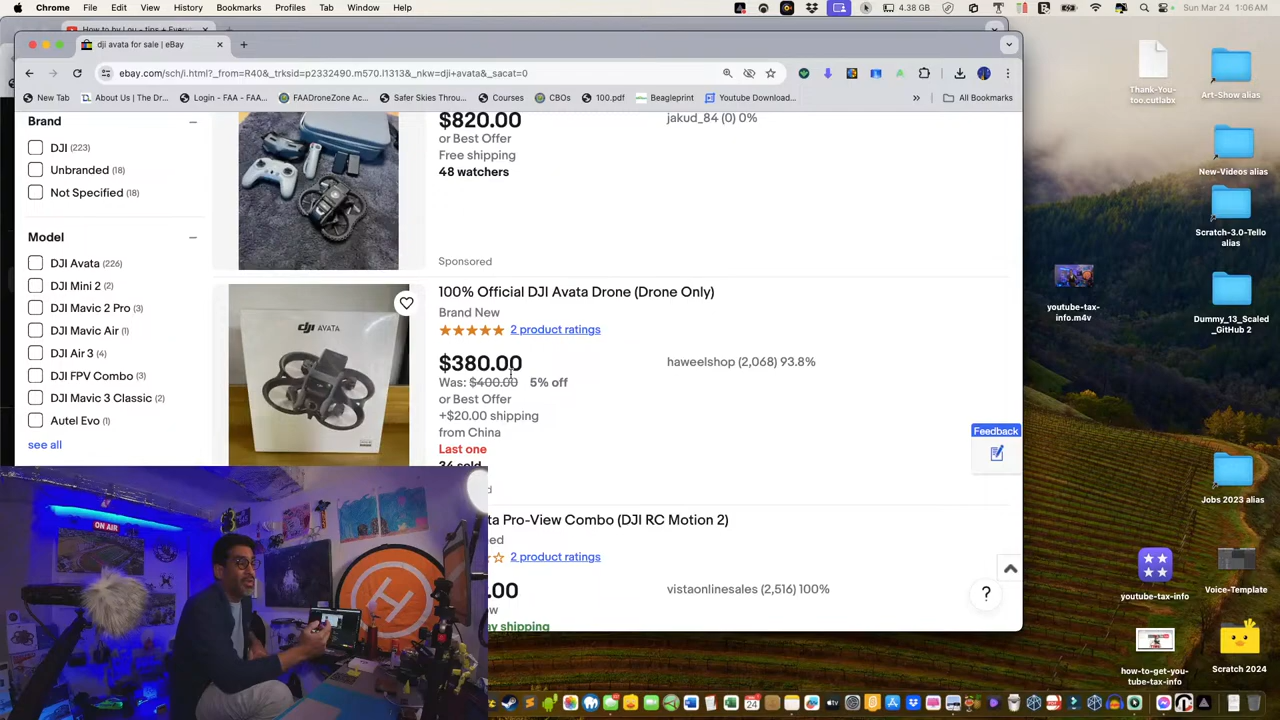 Chrome File Edit View History Bookmarks Profiles Tab Window Help 4.38 GB Sun Mar 24 1:06 AM
dji avata for sale | eBay
ebay.com/sch/i.html?_from=R40&_trksid=p2332490.m570.l1313&_nkw=dji+avata&_sacat=0
New Tab About Us | The Dr... Login - FAA - FAA... FAADroneZone Ac... Safer Skies Thru... Courses CBOs 100.pdf Beagleprint Youtube Download... » All Bookmarks
Brand
DJI (223)
Unbranded (18)
Not Specified (18)
Model
DJI Avata (226)
DJI Mini 2 (2)
DJI Mavic 2 Pro (3)
DJI Mavic Air (1)
DJI Air 3 (4)
DJI FPV Combo (3)
DJI Mavic 3 Classic (2)
Autel Evo (1)
see all
$820.00
jakud_84 (0) 0%
or Best Offer
Free shipping
48 watchers
Sponsored
dji AVATA
100% Official DJI Avata Drone (Drone Only)
Brand New
2 product ratings
$380.00
haweelshop (2,068) 93.8%
Was: $400.00 5% off
or Best Offer
+$20.00 shipping
from China
Last one
34 sold
ta Pro-View Combo (DJI RC Motion 2)
2 product ratings
.00
vistaonlinesales (2,516) 100%
ay shipping
Feedback
?
ON AIR
H
Thank-You-
too.cutlabx
Art-Show alias
New-Videos alias
Scratch-3.0-Tello
alias
youtube-tax-
info.m4v
Dummy_13_Scaled
_GitHub 2
Jobs 2023 alias
youtube-tax-info
Voice-Template
how-to-get-you-
tube-tax-info
Scratch 2024